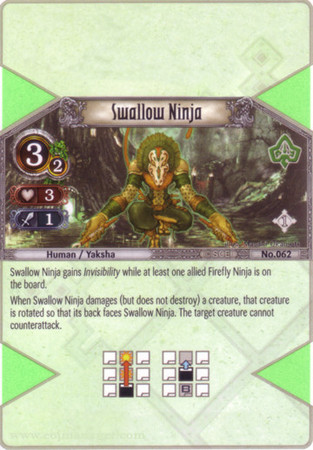 Swallow Ninja
3
2
3
1
1
Human / Yaksha
No.062
Swallow Ninja gains Invisibility while at least one allied Firefly Ninja is on
the board.
When Swallow Ninja damages (but does not destroy) a creature, that creature
is rotated so that its back faces Swallow Ninja. The target creature cannot
counterattack.